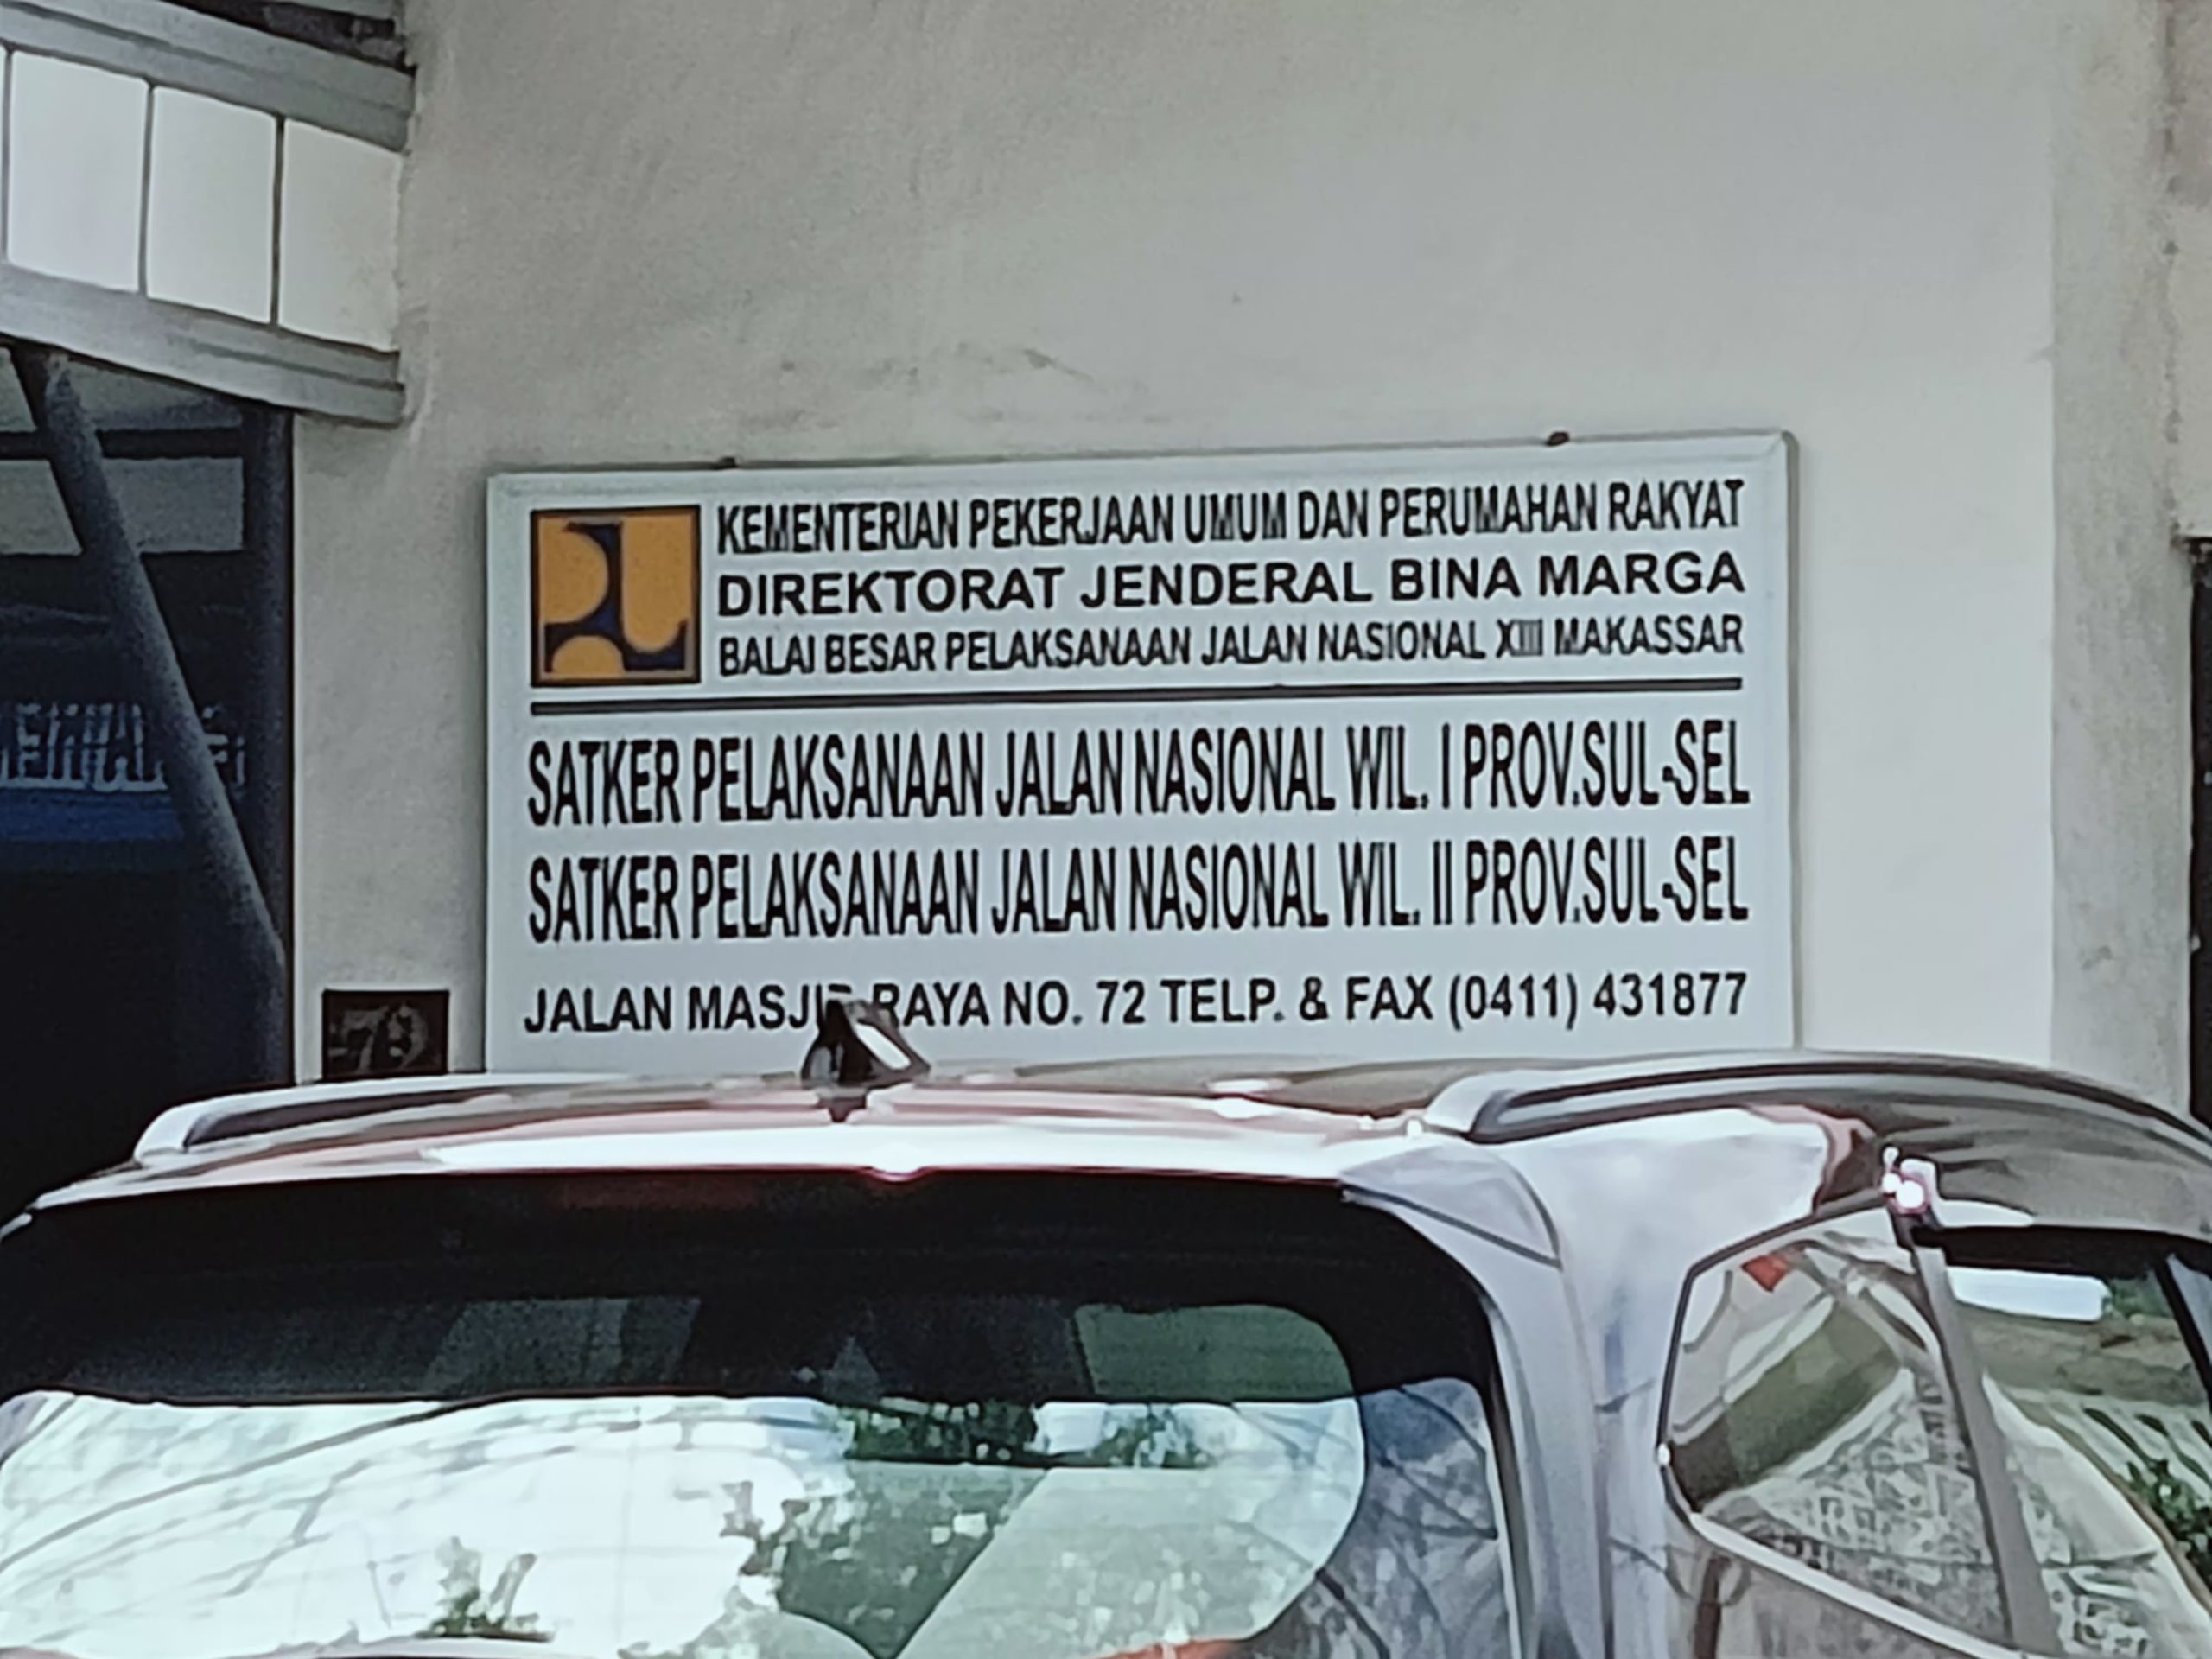 KEMENTERIAN PEKERJAAN UMUM DAN PERUMAHAN RAKYAT
DIREKTORAT JENDERAL BINA MARGA
BALAI BESAR PELAKSANAAN JALAN NASIONAL XIII MAKASSAR
SATKER PELAKSANAAN JALAN NASIONAL WIL. I PROV.SUL-SEL
SATKER PELAKSANAAN JALAN NASIONAL WIL. II PROV.SUL-SEL
JALAN MASJID RAYA NO. 72 TELP. & FAX (0411) 431877